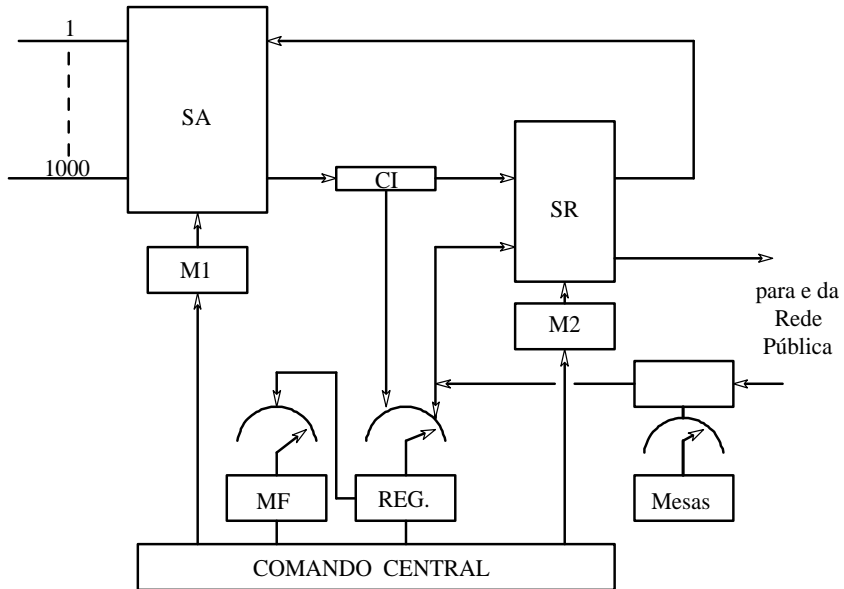 1
SA
1000
CI
SR
M1
M2
para e da
Rede
Pública
MF
REG.
Mesas
COMANDO CENTRAL